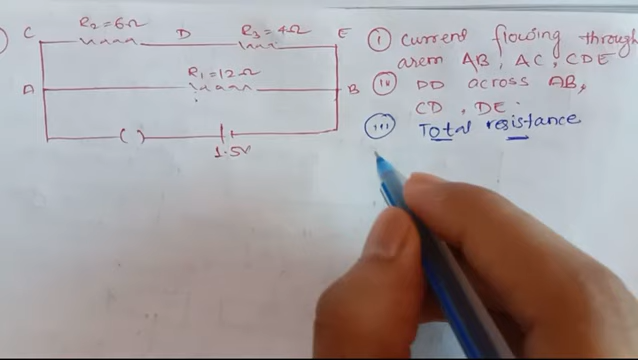 C R₂ = 6Ω D R₃ = 4Ω E
A R₁ = 12Ω B
( )
1.5V
(i) Current flowing through
arem AB, AC, CDE
(ii) PD across AB,
CD, DE.
(iii) Total resistance